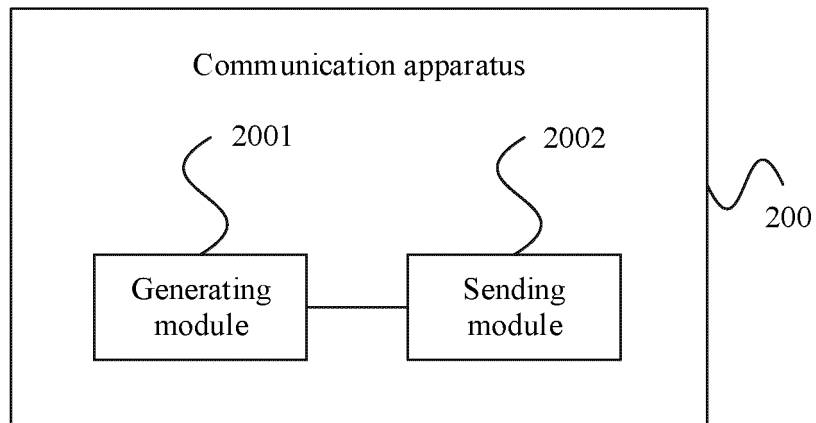 Communication apparatus
2001
2002
200
Generating
module
Sending
module